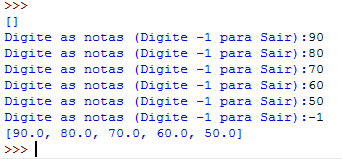 >>>
[]
Digite as notas (Digite -1 para Sair):90
Digite as notas (Digite -1 para Sair):80
Digite as notas (Digite -1 para Sair):70
Digite as notas (Digite -1 para Sair):60
Digite as notas (Digite -1 para Sair):50
Digite as notas (Digite -1 para Sair):-1
[90.0, 80.0, 70.0, 60.0, 50.0]
>>>